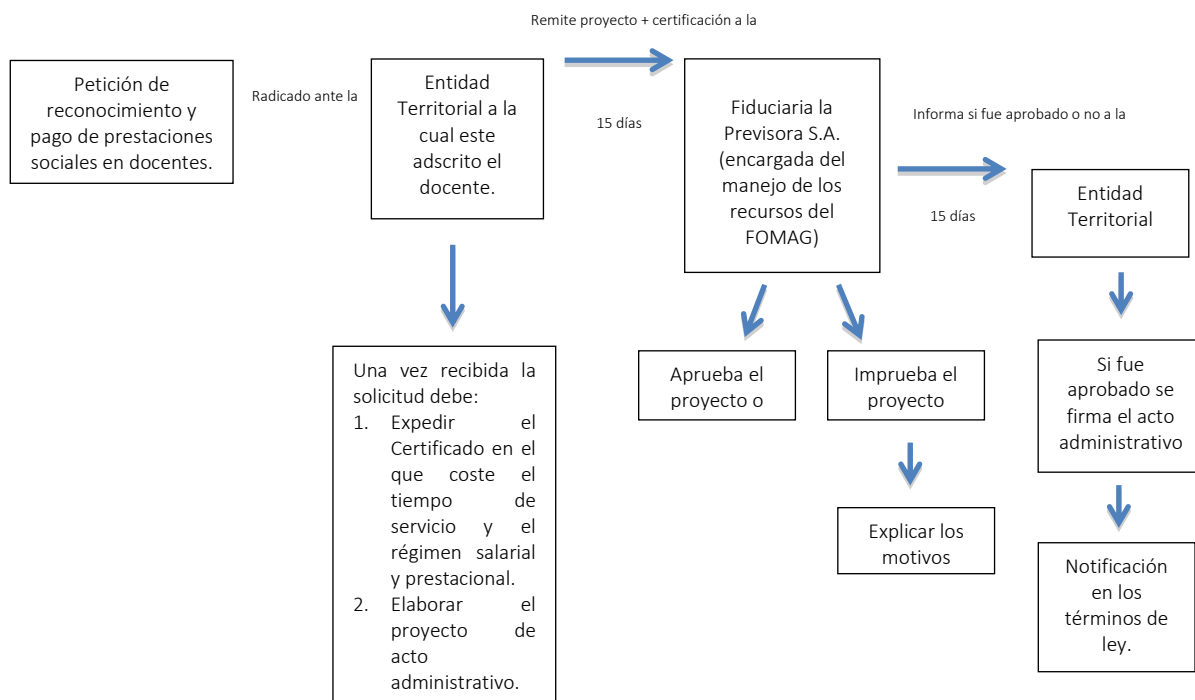 Remite proyecto + certificación a la
Petición de
reconocimiento y
pago de prestaciones
sociales en docentes.
Radicado ante la
Entidad
Territorial a la
cual este
adscrito el
docente.
15 días
Fiduciaria la
Previsora S.A.
(encargada del
manejo de los
recursos del
FOMAG)
Informa si fue aprobado o no a la
15 días
Entidad
Territorial
Una vez recibida la
solicitud debe:
1. Expedir el
Certificado en el
que coste el
tiempo de
servicio y el
régimen salarial
y prestacional.
2. Elaborar el
proyecto de
acto
administrativo.
Aprueba el
proyecto o
Imprueba el
proyecto
Explicar los
motivos
Si fue
aprobado se
firma el acto
administrativo
Notificación
en los
términos de
ley.